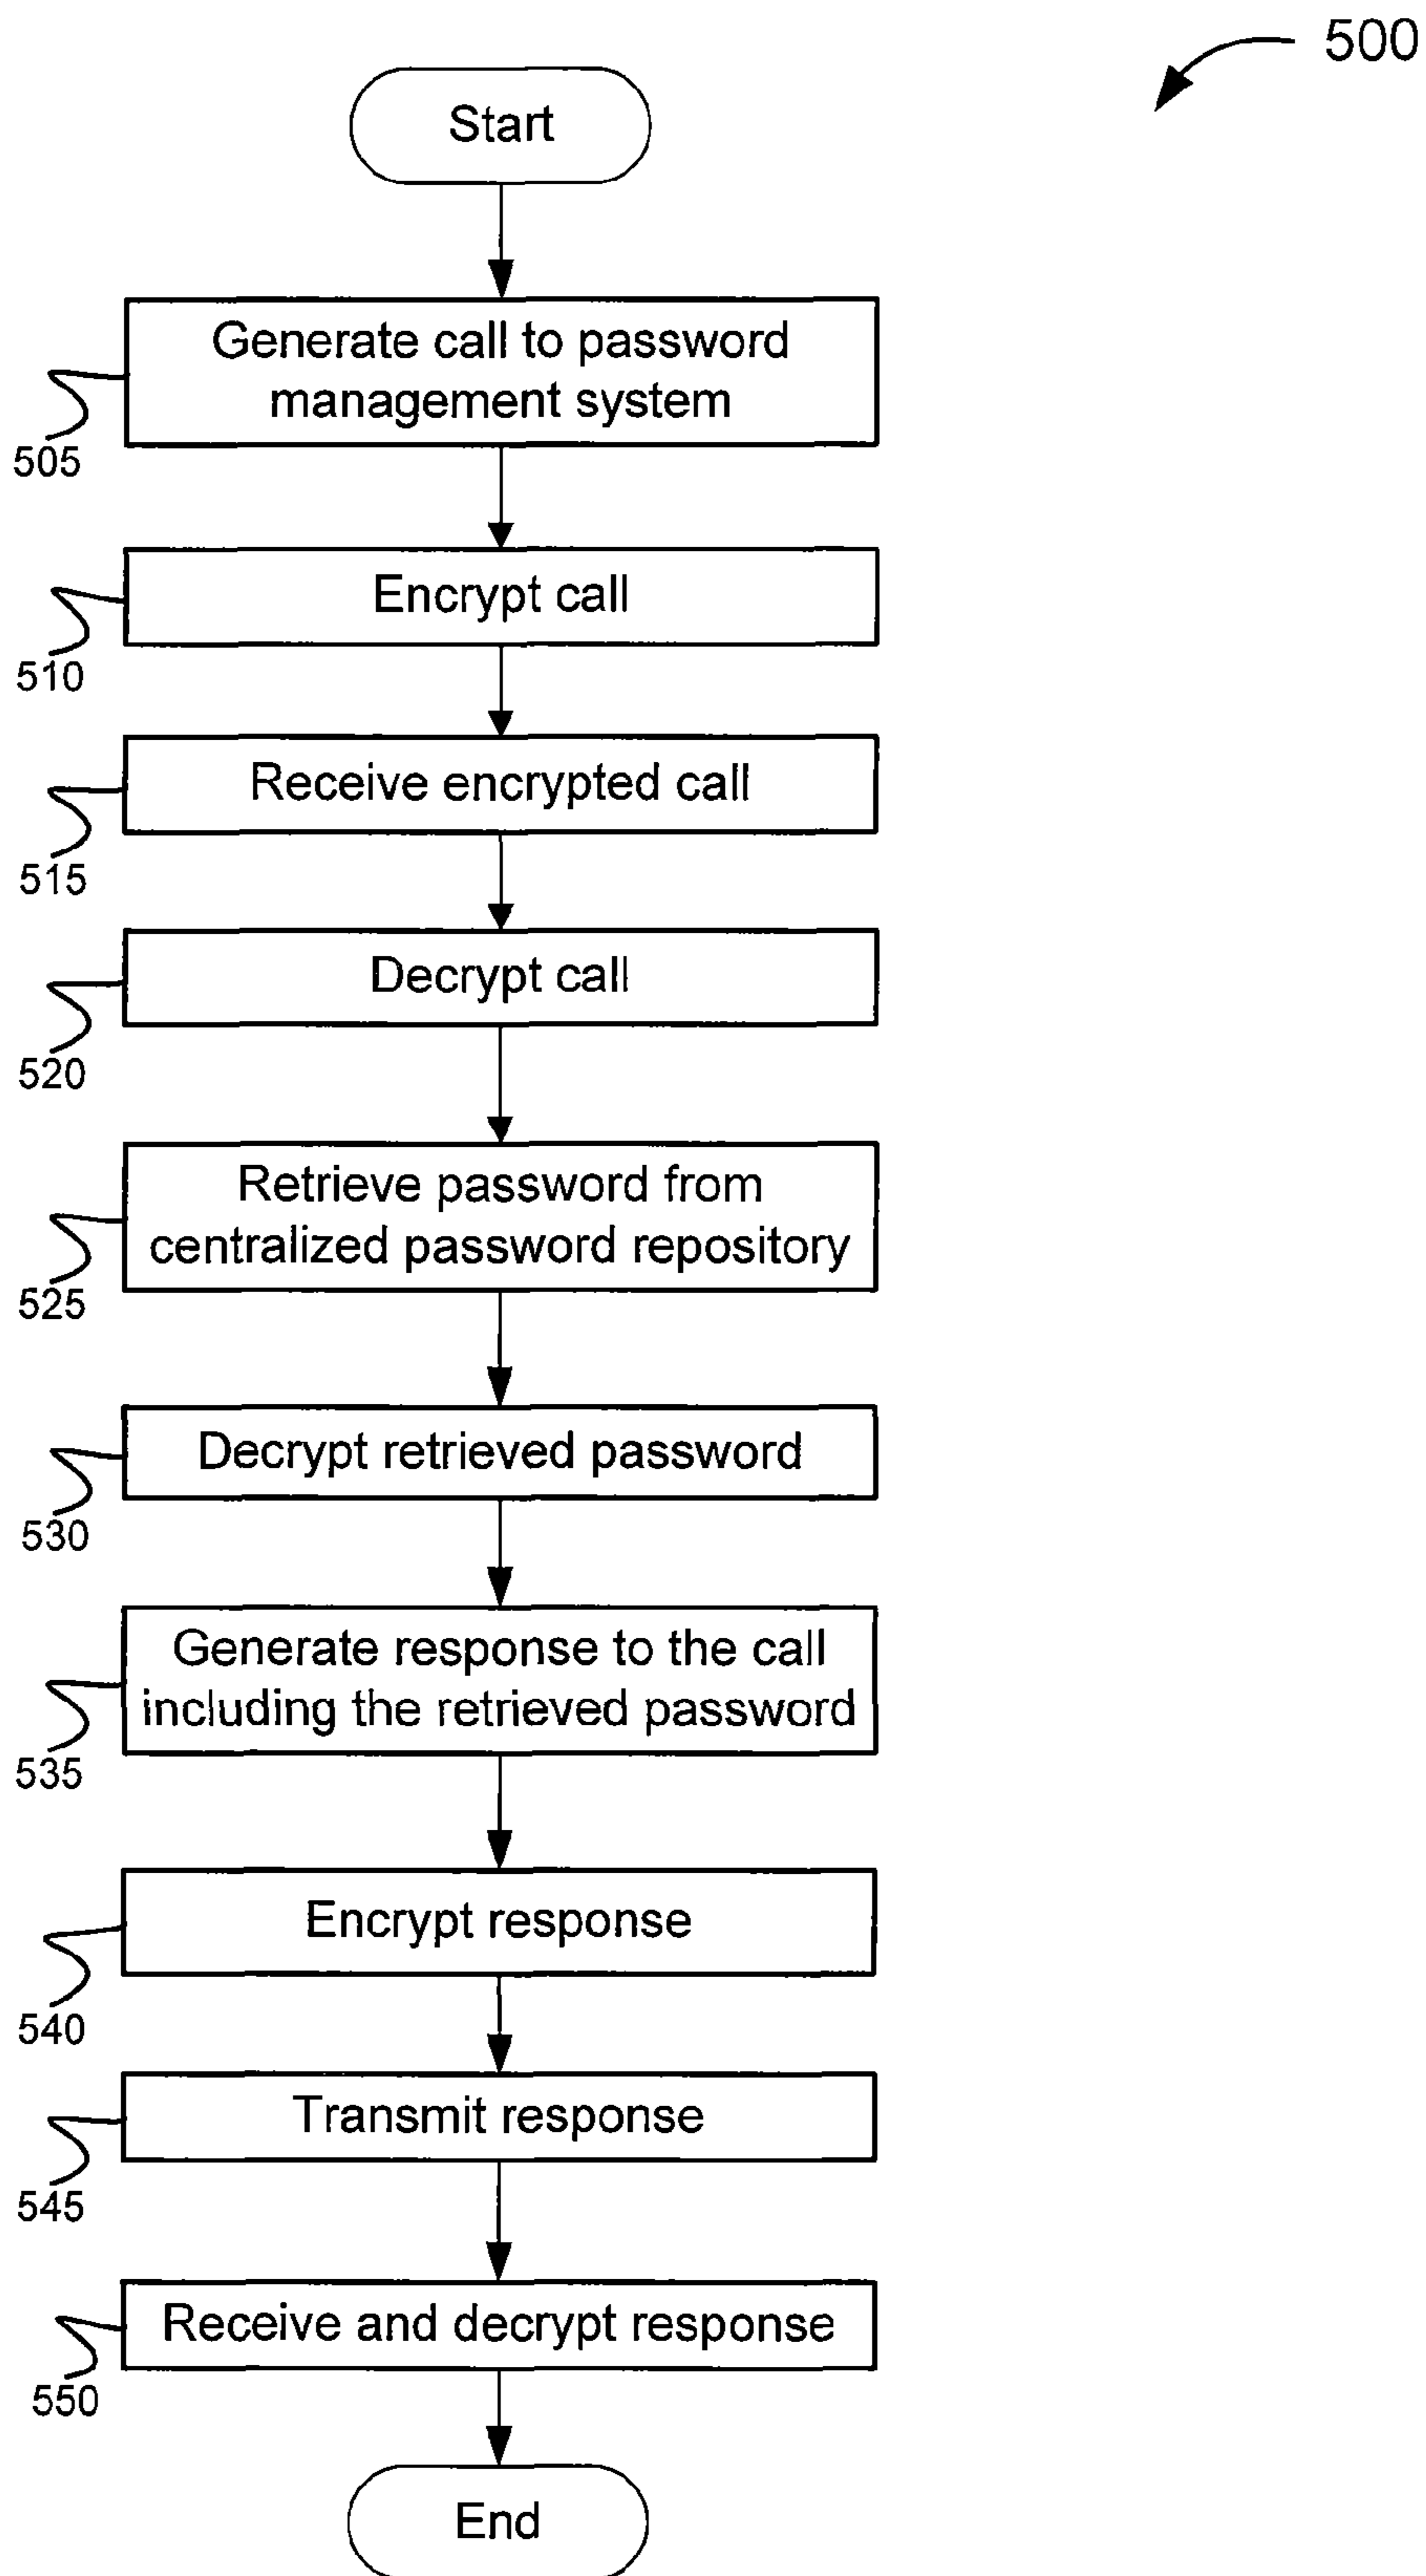 500
Start
Generate call to password
management system
505
Encrypt call
510
Receive encrypted call
515
Decrypt call
520
Retrieve password from
centralized password repository
525
Decrypt retrieved password
530
Generate response to the call
including the retrieved password
535
Encrypt response
540
Transmit response
545
Receive and decrypt response
550
End